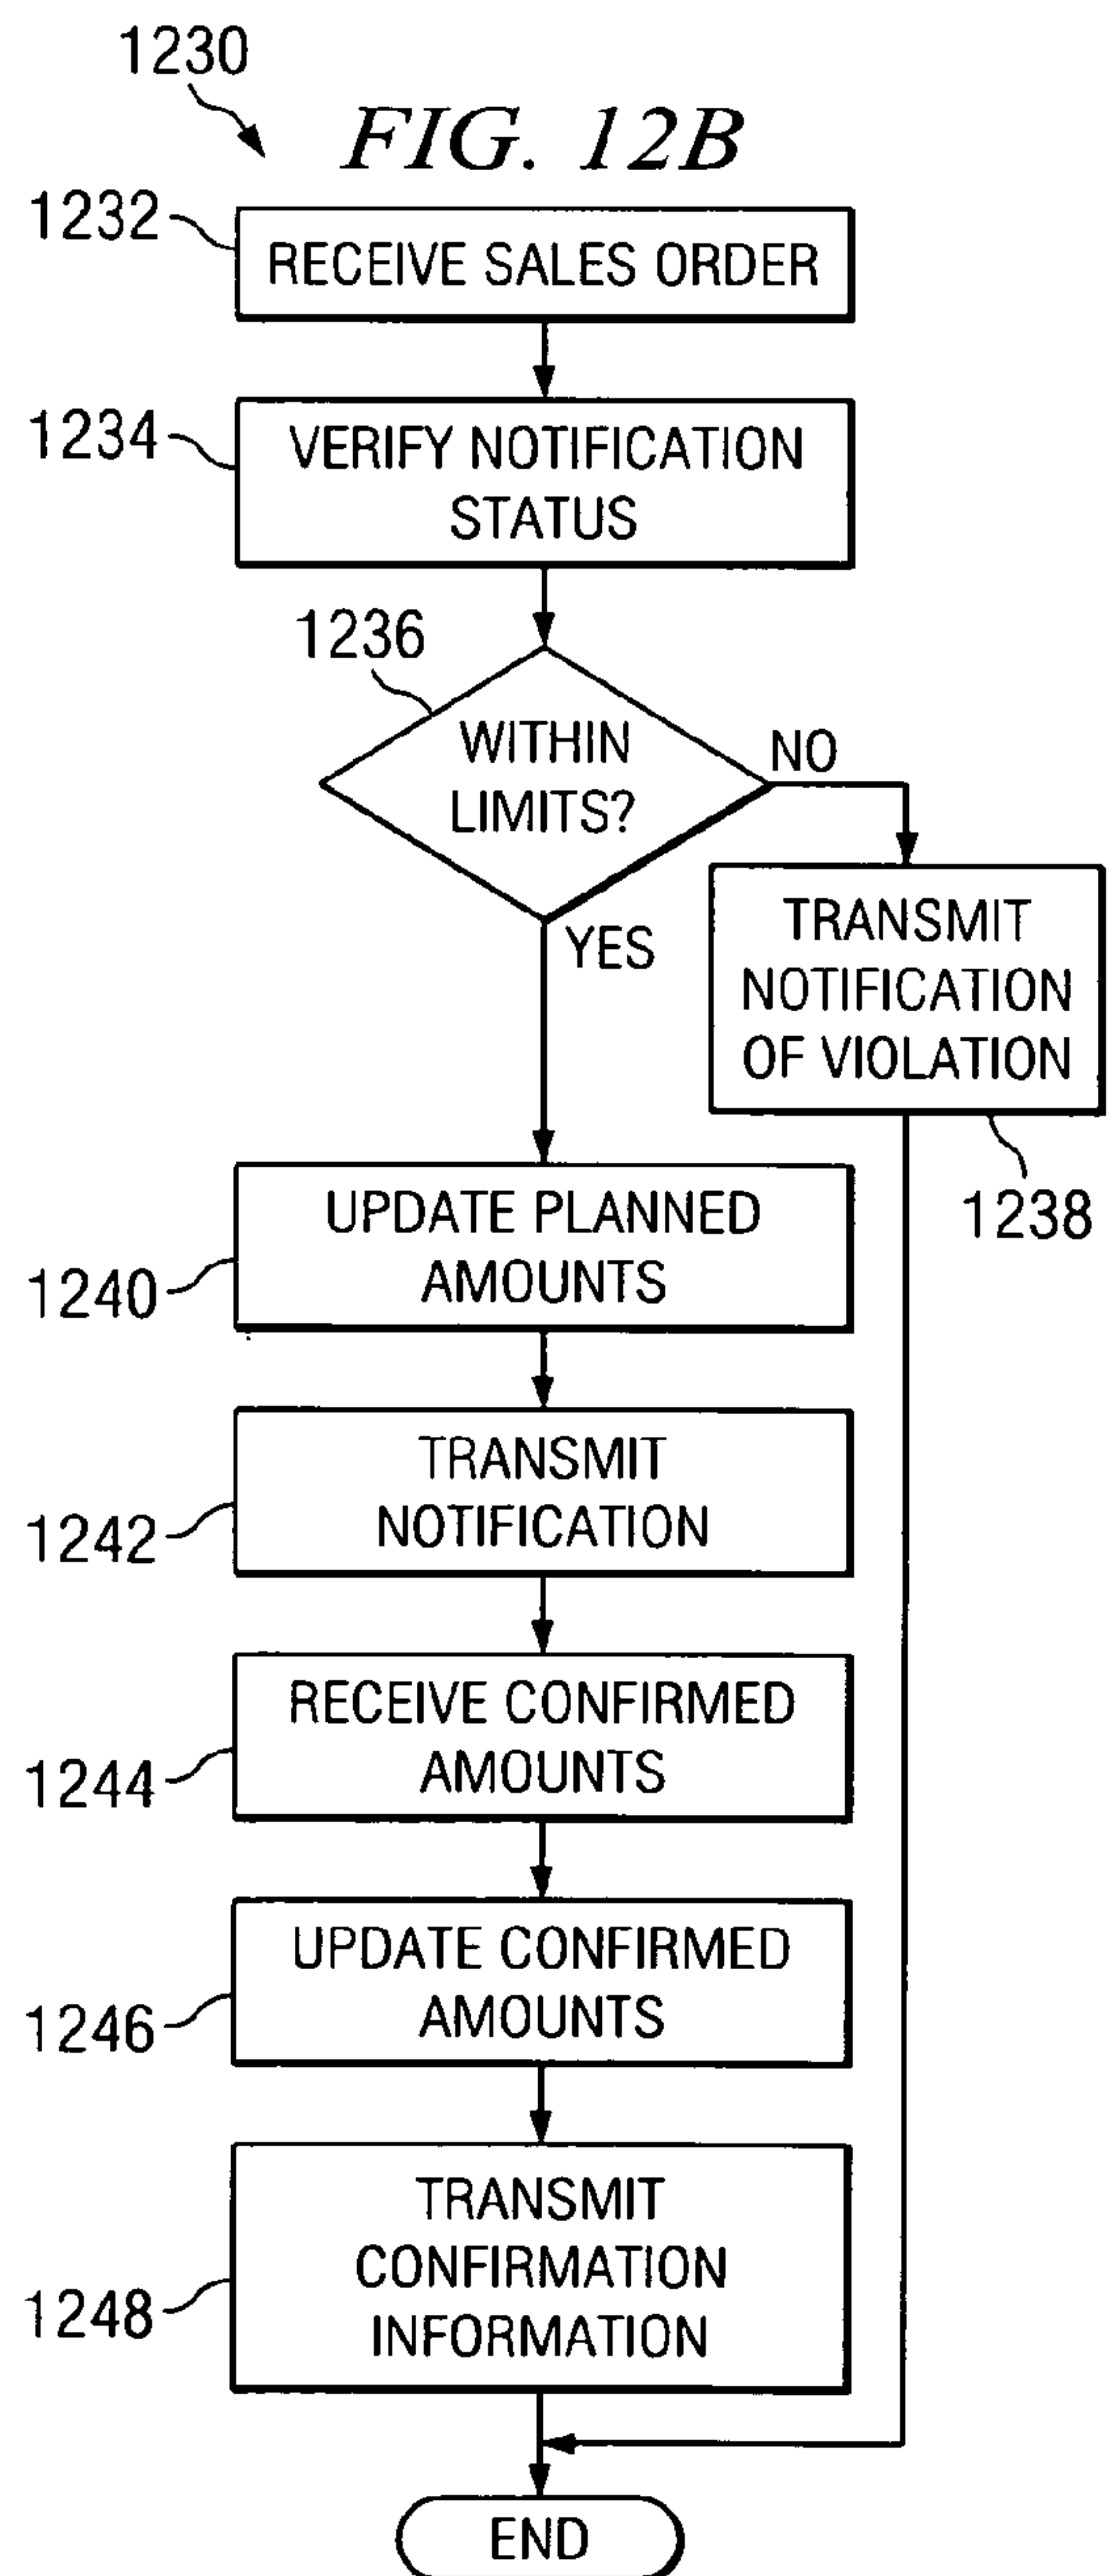 1230
FIG. 12B
1232
RECEIVE SALES ORDER
1234
VERIFY NOTIFICATION
STATUS
1236
WITHIN
LIMITS?
NO
YES
TRANSMIT
NOTIFICATION
OF VIOLATION
1238
UPDATE PLANNED
AMOUNTS
1240
TRANSMIT
NOTIFICATION
1242
RECEIVE CONFIRMED
AMOUNTS
1244
UPDATE CONFIRMED
AMOUNTS
1246
TRANSMIT
CONFIRMATION
INFORMATION
1248
END